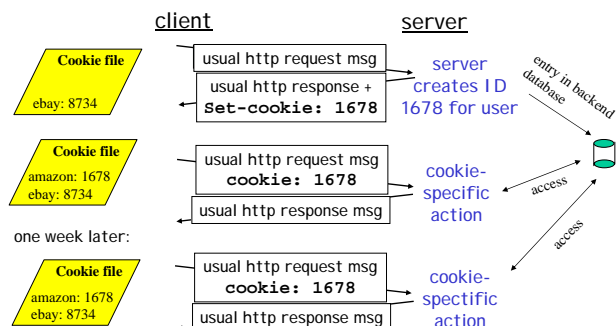 client
server
Cookie file
ebay: 8734
usual http request msg
usual http response +
Set-cookie: 1678
server
creates ID
1678 for user
entry in backend
database
Cookie file
amazon: 1678
ebay: 8734
usual http request msg
cookie: 1678
usual http response msg
cookie-
specific
action
access
access
one week later:
Cookie file
amazon: 1678
ebay: 8734
usual http request msg
cookie: 1678
usual http response msg
cookie-
spectific
action